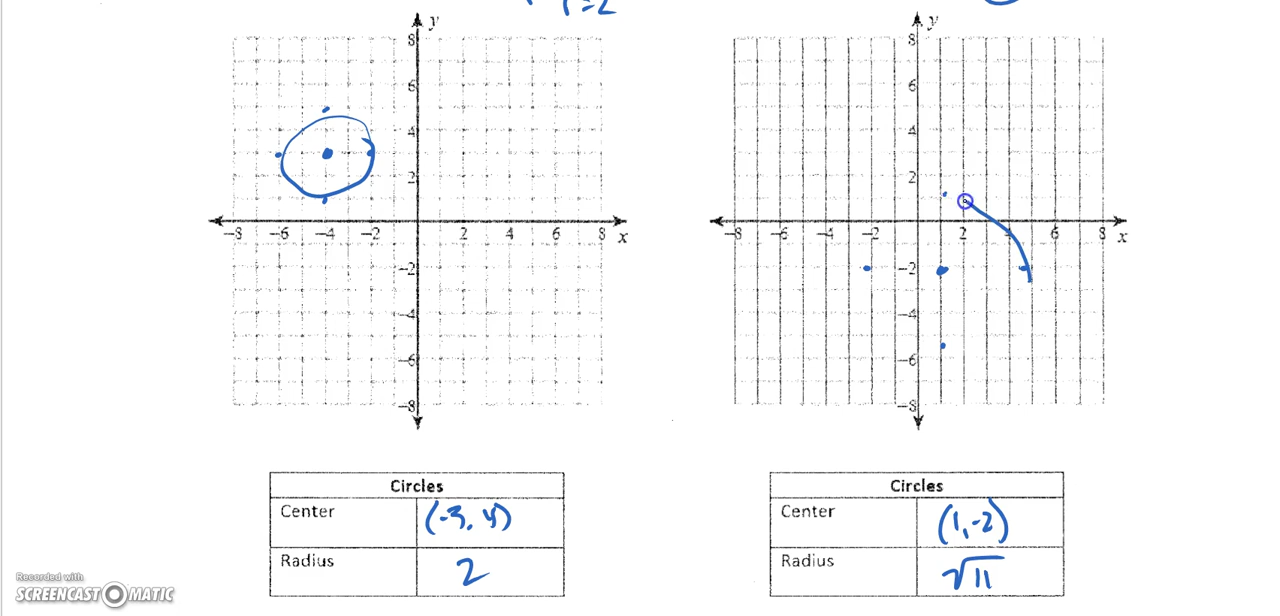 r=2
y
8
6
4
2
-8 -6 -4 -2 2 4 6 8 x
-2
-4
-6
-8
y
8
6
4
2
-8 -6 -4 -2 2 4 6 8 x
-2
-4
-6
-8
Circles
Center (-3, 4)
Radius 2
Circles
Center (1, -2)
Radius √11
Recorded with
SCREENCAST-O-MATIC